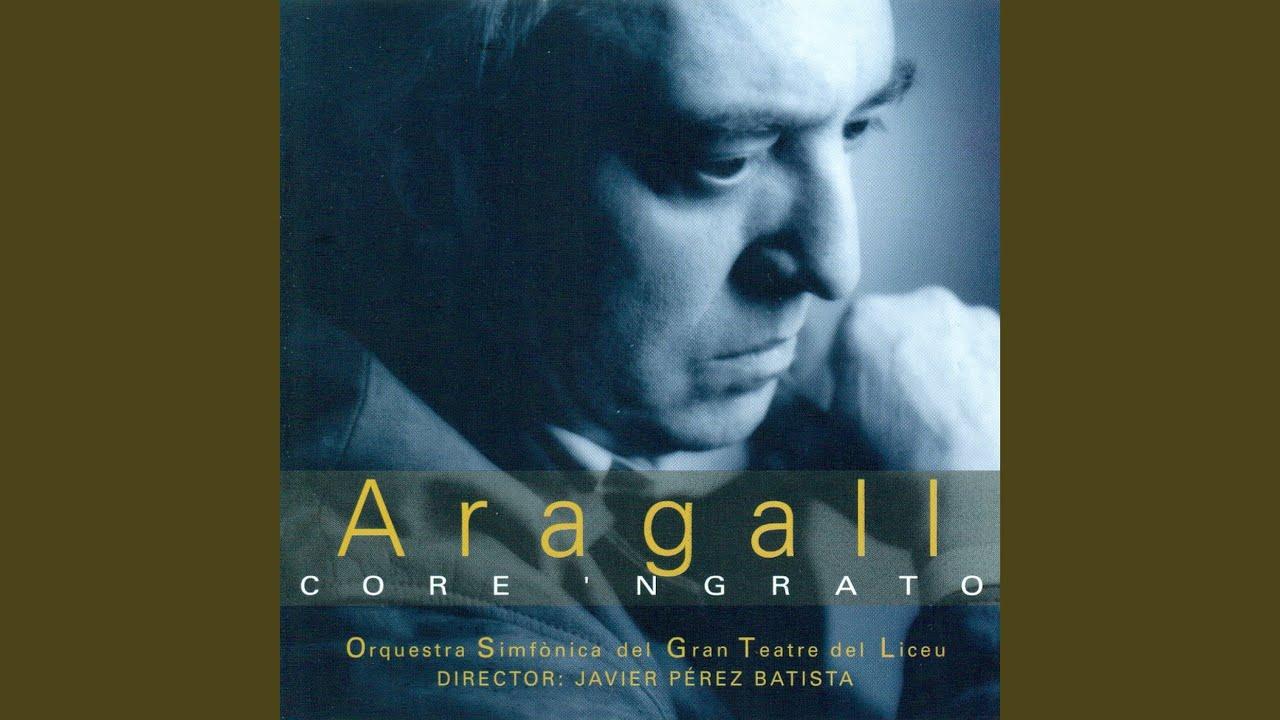 Aragall
CORE 'NGRATO
Orquestra Simfònica del Gran Teatre del Liceu
DIRECTOR: JAVIER PÉREZ BATISTA